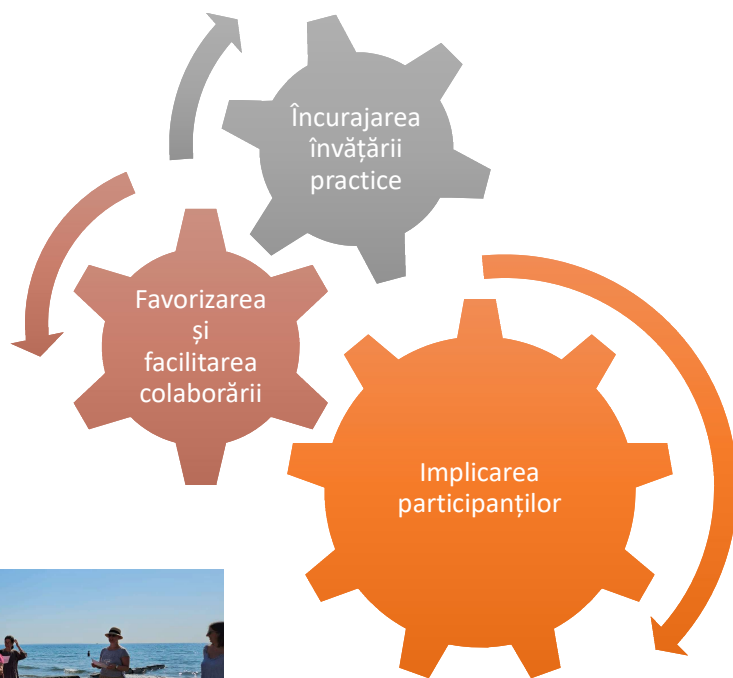 Încurajarea
învățării
practice
Favorizarea
și
facilitarea
colaborării
Implicarea
participanților